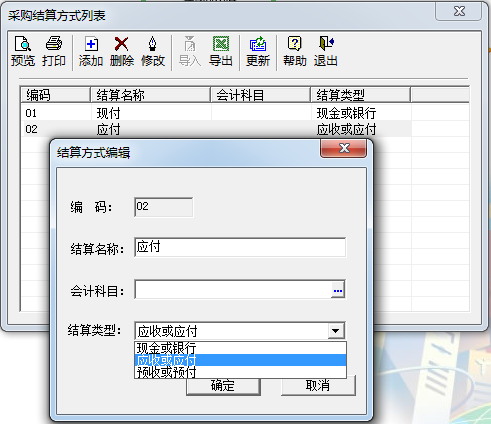 采购结算方式列表
预览 打印 添加 删除 修改 导入 导出 更新 帮助 退出
编码 结算名称 会计科目 结算类型
01 现付 现金或银行
02 应付 应收或应付
结算方式编辑
编 码： 02
结算名称： 应付
会计科目： ...
结算类型： 应收或应付
现金或银行
应收或应付
预收或预付
确定 取消